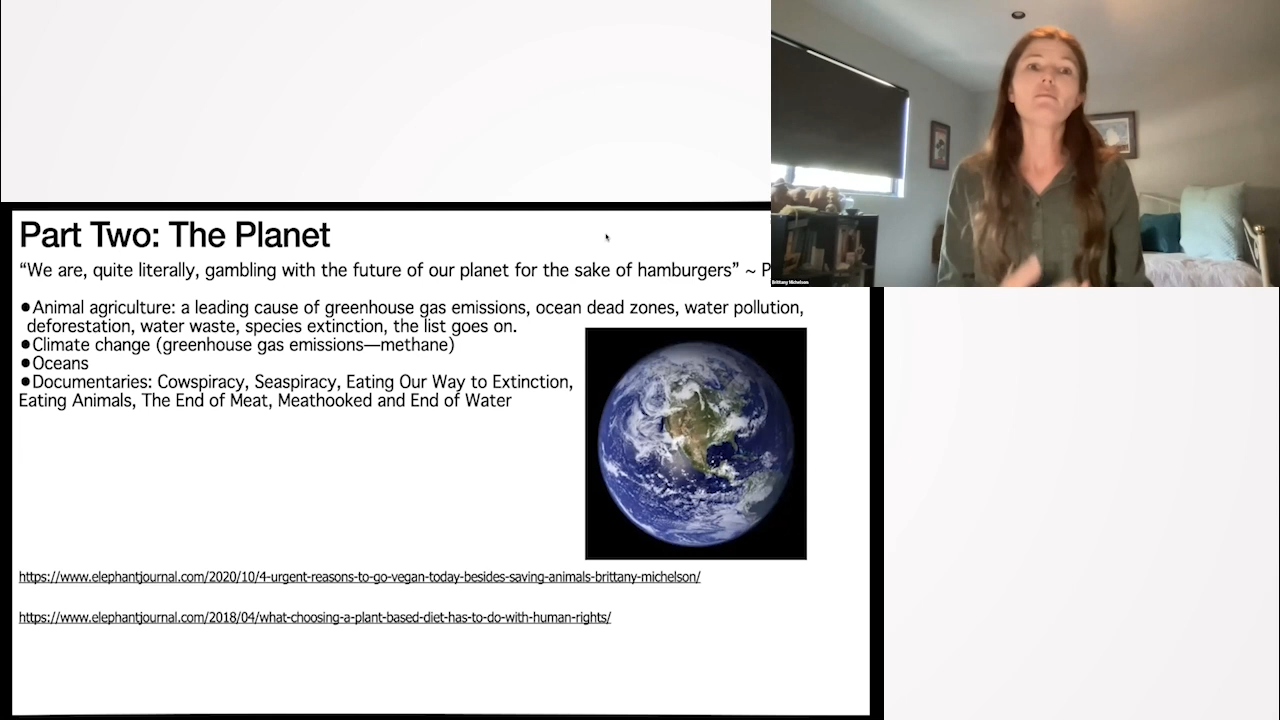 Part Two: The Planet
“We are, quite literally, gambling with the future of our planet for the sake of hamburgers” ~ P
●Animal agriculture: a leading cause of greenhouse gas emissions, ocean dead zones, water pollution,
deforestation, water waste, species extinction, the list goes on.
●Climate change (greenhouse gas emissions—methane)
●Oceans
●Documentaries: Cowspiracy, Seaspiracy, Eating Our Way to Extinction,
Eating Animals, The End of Meat, Meathooked and End of Water
https://www.elephantjournal.com/2020/10/4-urgent-reasons-to-go-vegan-today-besides-saving-animals-brittany-michelson/
https://www.elephantjournal.com/2018/04/what-choosing-a-plant-based-diet-has-to-do-with-human-rights/
Brittany Michelson